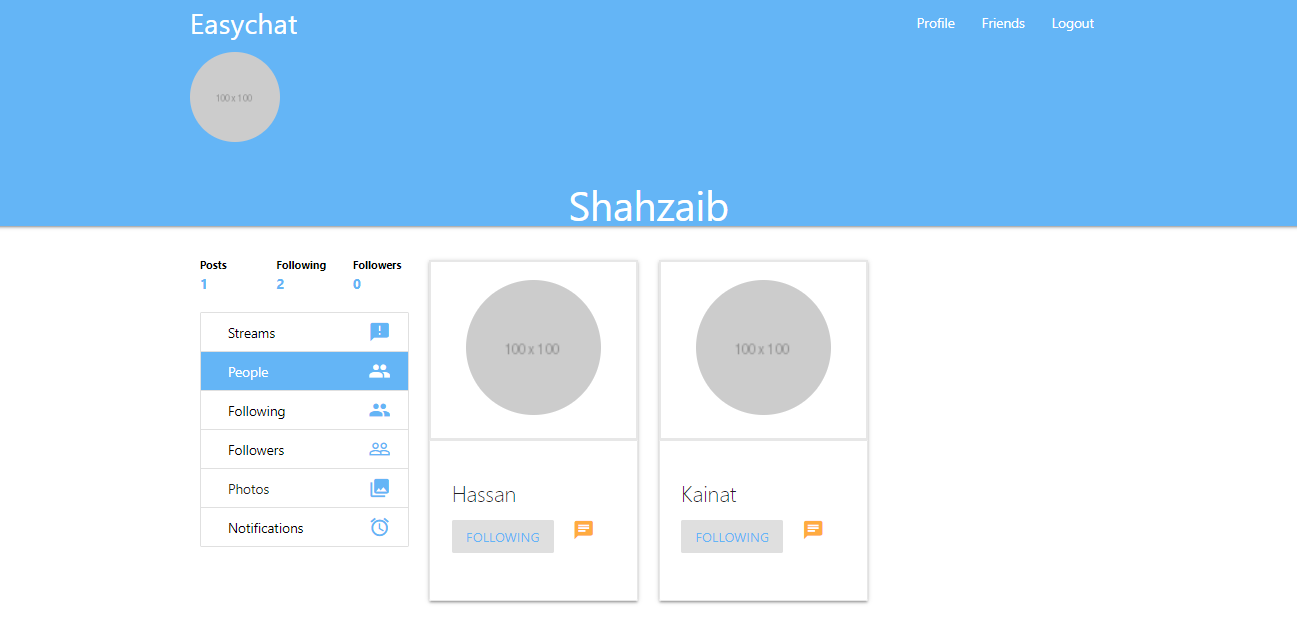 Easychat
Profile Friends Logout
100 x 100
Shahzaib
Posts Following Followers
1 2 0
Streams
People
Following
Followers
Photos
Notifications
100 x 100
Hassan
FOLLOWING
100 x 100
Kainat
FOLLOWING